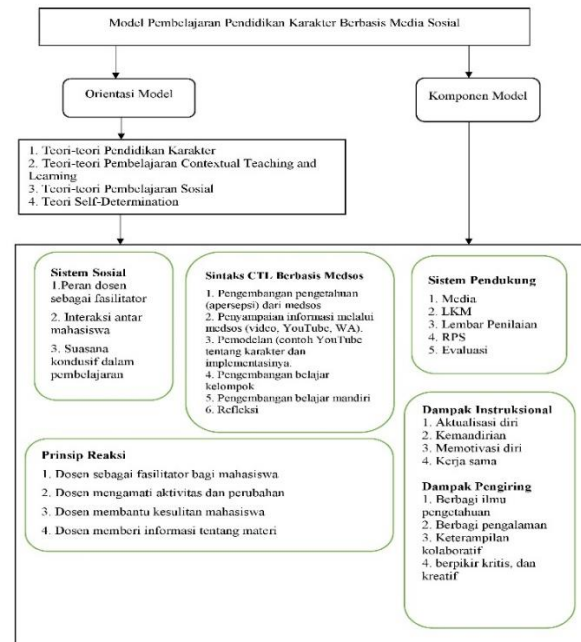 Model Pembelajaran Pendidikan Karakter Berbasis Media Sosial
Orientasi Model
Komponen Model
1. Teori-teori Pendidikan Karakter
2. Teori-teori Pembelajaran Contextual Teaching and
Learning
3. Teori-teori Pembelajaran Sosial
4. Teori Self-Determination
Sistem Sosial
1.Peran dosen
sebagai fasilitator
2. Interaksi antar
mahasiswa
3. Suasana
kondusif dalam
pembelajaran
Sintaks CTL Berbasis Medsos
1. Pengembangan pengetahuan
(apersepsi) dari medsos
2. Penyampaian informasi melalui
medsos (video, YouTube, WA).
3. Pemodelan (contoh YouTube
tentang karakter dan
implementasinya.
4. Pengembangan belajar
kelompok
5. Pengembangan belajar mandiri
6. Refleksi
Sistem Pendukung
1. Media
2. LKM
3. Lembar Penilaian
4. RPS
5. Evaluasi
Prinsip Reaksi
1. Dosen sebagai fasilitator bagi mahasiswa
2. Dosen mengamati aktivitas dan perubahan
3. Dosen membantu kesulitan mahasiswa
4. Dosen memberi informasi tentang materi
Dampak Instruksional
1. Aktualisasi diri
2. Kemandirian
3. Memotivasi diri
4. Kerja sama
Dampak Pengiring
1. Berbagi ilmu
pengetahuan
2. Berbagi pengalaman
3. Keterampilan
kolaboratif
4. berpikir kritis, dan
kreatif